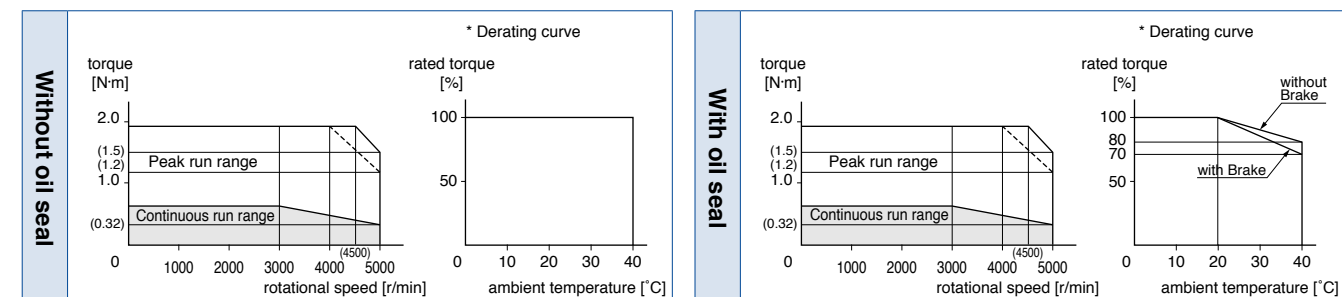 Without oil seal
* Derating curve
torque
[N·m]
2.0
(1.5)
(1.2)
1.0
(0.32)
0
Peak run range
Continuous run range
1000 2000 3000 4000 (4500) 5000
rotational speed [r/min]
rated torque
[%]
100
50
0 10 20 30 40
ambient temperature [˚C]
With oil seal
* Derating curve
torque
[N·m]
2.0
(1.5)
(1.2)
1.0
(0.32)
0
Peak run range
Continuous run range
1000 2000 3000 4000 (4500) 5000
rotational speed [r/min]
rated torque
[%]
without
Brake
100
80
70
with Brake
50
0 10 20 30 40
ambient temperature [˚C]